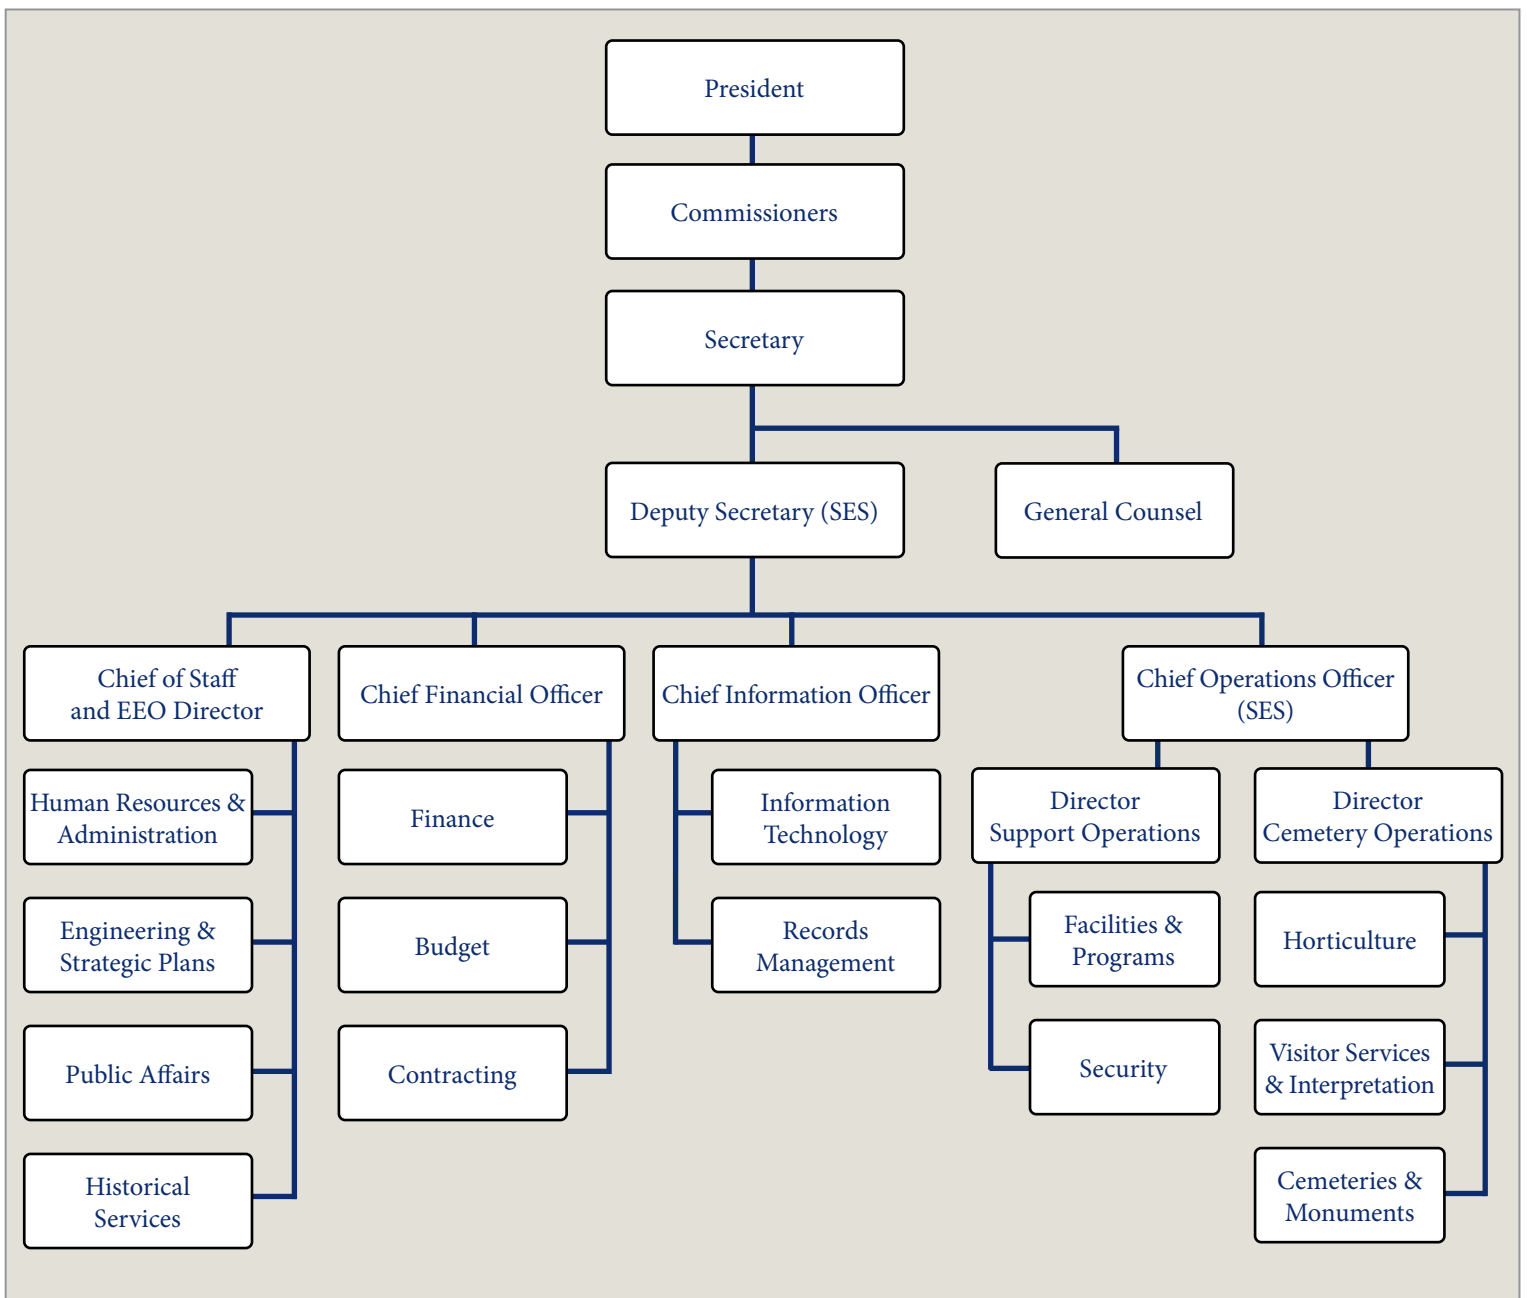 President
Commissioners
Secretary
Deputy Secretary (SES)
General Counsel
Chief of Staff
and EEO Director
Chief Financial Officer
Chief Information Officer
Chief Operations Officer
(SES)
Human Resources &
Administration
Engineering &
Strategic Plans
Public Affairs
Historical
Services
Finance
Budget
Contracting
Information
Technology
Records
Management
Director
Support Operations
Facilities &
Programs
Security
Director
Cemetery Operations
Horticulture
Visitor Services
& Interpretation
Cemeteries &
Monuments